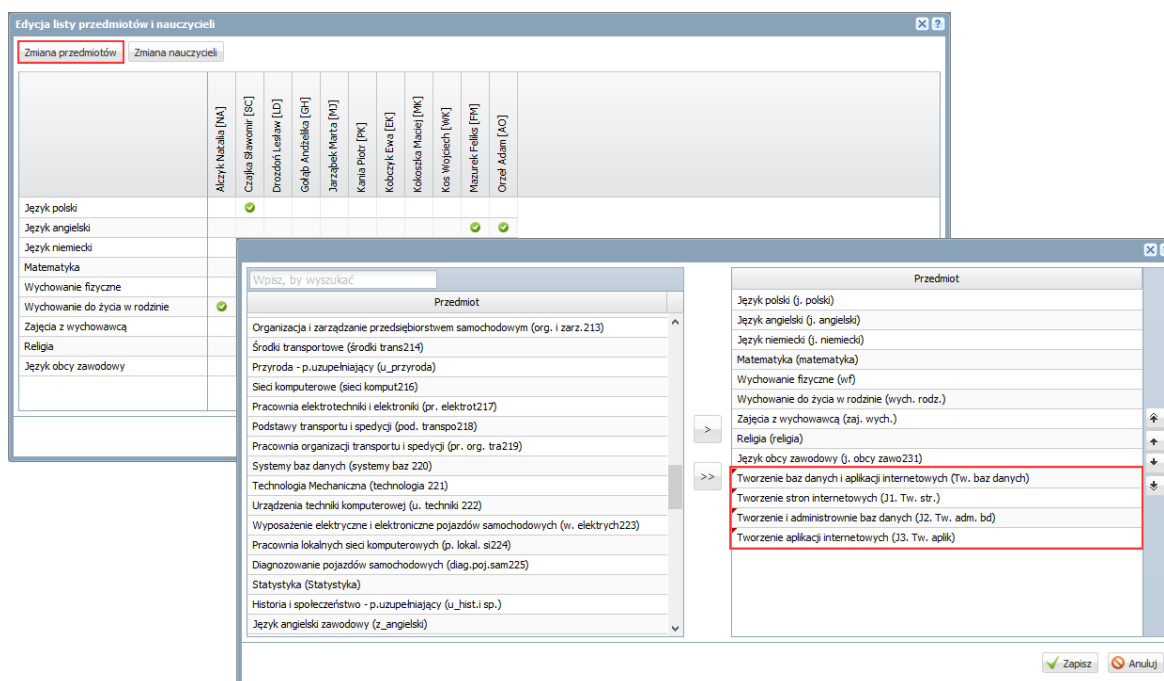 Edycja listy przedmiotów i nauczycieli
Zmiana przedmiotów Zmiana nauczycieli
Alczyk Natalia [NA]
Czajka Sławomir [SC]
Drozdoń Lesław [LD]
Gołąb Andżelika [GH]
Jarząbek Marta [MJ]
Kania Piotr [PK]
Kobczyk Ewa [EK]
Kokoszka Maciej [MK]
Kos Wojciech [WK]
Mazurek Feliks [FM]
Orzeł Adam [AO]
Język polski
Język angielski
Język niemiecki
Matematyka
Wychowanie fizyczne
Wychowanie do życia w rodzinie
Zajęcia z wychowawcą
Religia
Język obcy zawodowy
Wpisz, by wyszukać
Przedmiot
Organizacja i zarządzanie przedsiębiorstwem samochodowym (org. i zarz.213)
Środki transportowe (środki trans214)
Przyroda - p.uzupełniający (u_przyroda)
Sieci komputerowe (sieci komput216)
Pracownia elektrotechniki i elektroniki (pr. elektrot217)
Podstawy transportu i spedycji (pod. transpo218)
Pracownia organizacji transportu i spedycji (pr. org. tra219)
Systemy baz danych (systemy baz 220)
Technologia Mechaniczna (technologia 221)
Urządzenia techniki komputerowej (u. techniki 222)
Wyposażenie elektryczne i elektroniczne pojazdów samochodowych (w. elektrych223)
Pracownia lokalnych sieci komputerowych (p. lokal. si224)
Diagnozowanie pojazdów samochodowych (diag.poj.sam225)
Statystyka (Statystyka)
Historia i społeczeństwo - p.uzupełniający (u_hist.i sp.)
Język angielski zawodowy (z_angielski)
>
>>
Przedmiot
Język polski (j. polski)
Język angielski (j. angielski)
Język niemiecki (j. niemiecki)
Matematyka (matematyka)
Wychowanie fizyczne (wf)
Wychowanie do życia w rodzinie (wych. rodz.)
Zajęcia z wychowawcą (zaj. wych.)
Religia (religia)
Język obcy zawodowy (j. obcy zawo231)
Tworzenie baz danych i aplikacji internetowych (Tw. baz danych)
Tworzenie stron internetowych (J1. Tw. str.)
Tworzenie i administrownie baz danych (J2. Tw. adm. bd)
Tworzenie aplikacji internetowych (J3. Tw. aplik)
Zapisz Anuluj